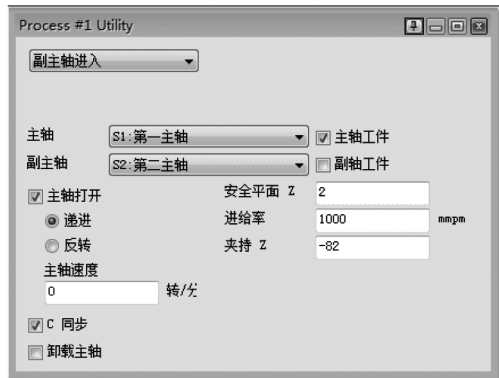 Process #1 Utility
副主轴进入
主轴 S1:第一主轴 主轴工件
副主轴 S2:第二主轴 副轴工件
主轴打开 安全平面 Z 2
递进 进给率 1000 mmpm
反转 夹持 Z -82
主轴速度
0 转/分
C 同步
卸载主轴